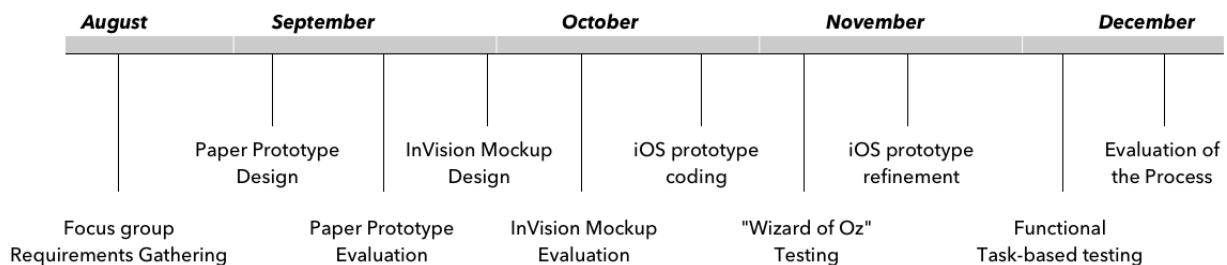 August September October November December
Paper Prototype
Design
InVision Mockup
Design
iOS prototype
coding
iOS prototype
refinement
Evaluation of
the Process
Focus group
Requirements Gathering
Paper Prototype
Evaluation
InVision Mockup
Evaluation
"Wizard of Oz"
Testing
Functional
Task-based testing